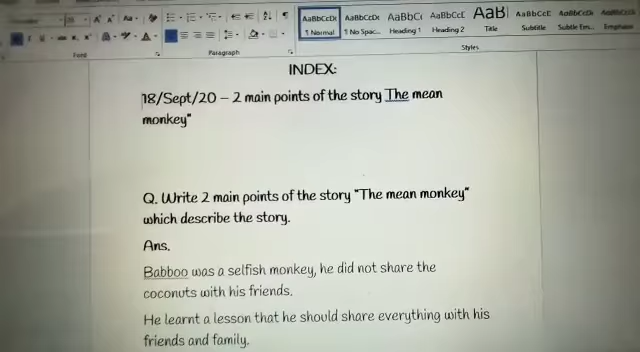 AaBbCcDc AaBbCcDc AaBbCc AaBbCcC AaB AaBbCcC AaBbCcDc
1 Normal 1 No Spac... Heading 1 Heading 2 Title Subtitle Subtle Em... Emphasis
Font Paragraph Styles
INDEX:
18/Sept/20 – 2 main points of the story The mean
monkey"
Q. Write 2 main points of the story "The mean monkey"
which describe the story.
Ans.
Babboo was a selfish monkey, he did not share the
coconuts with his friends.
He learnt a lesson that he should share everything with his
friends and family.